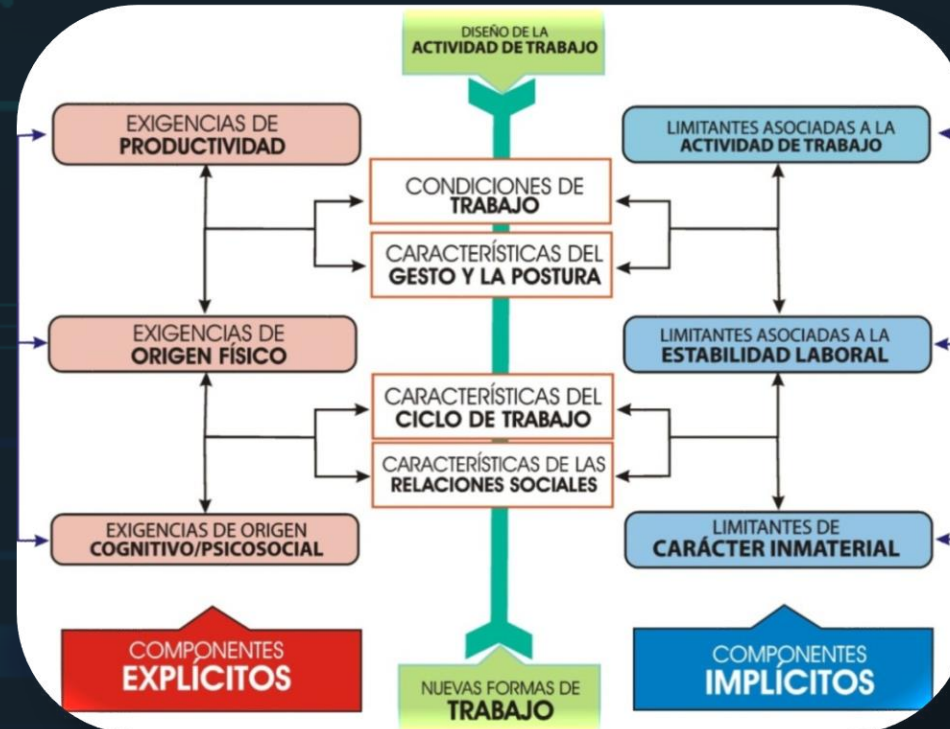 DISEÑO DE LA
ACTIVIDAD DE TRABAJO
EXIGENCIAS DE
PRODUCTIVIDAD
LIMITANTES ASOCIADAS A LA
ACTIVIDAD DE TRABAJO
CONDICIONES DE
TRABAJO
CARACTERÍSTICAS DEL
GESTO Y LA POSTURA
EXIGENCIAS DE
ORIGEN FÍSICO
LIMITANTES ASOCIADAS A LA
ESTABILIDAD LABORAL
CARACTERÍSTICAS DEL
CICLO DE TRABAJO
CARACTERÍSTICAS DE LAS
RELACIONES SOCIALES
EXIGENCIAS DE ORIGEN
COGNITIVO/PSICOSOCIAL
LIMITANTES DE
CARÁCTER INMATERIAL
COMPONENTES
EXPLÍCITOS
NUEVAS FORMAS DE
TRABAJO
COMPONENTES
IMPLÍCITOS